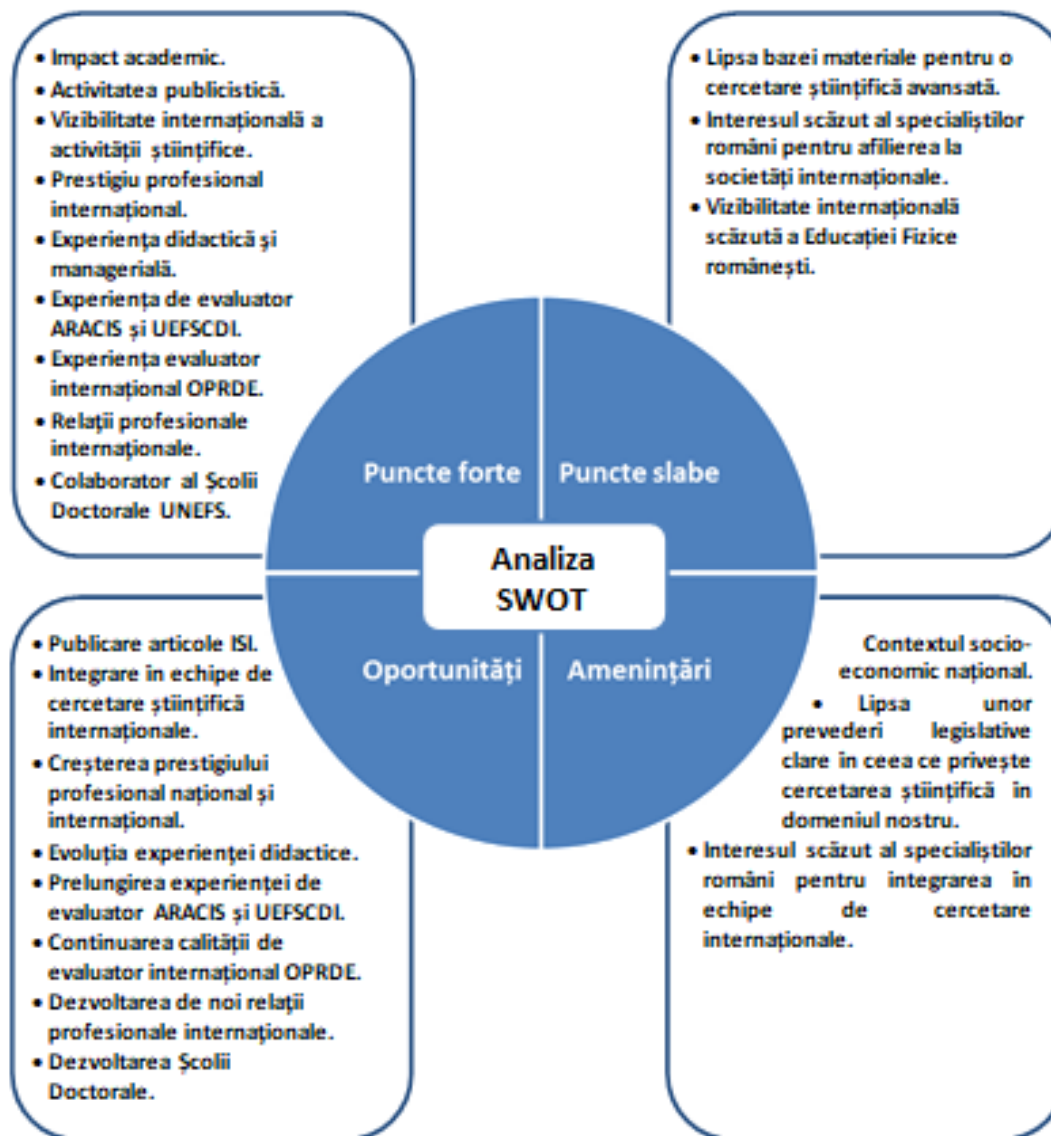 • Impact academic.
• Activitatea publicistică.
• Vizibilitate internațională a
activității științifice.
• Prestigiu profesional
internațional.
• Experiența didactică și
managerială.
• Experiența de evaluator
ARACIS și UEFSCDI.
• Experiența evaluator
internațional OPRDE.
• Relații profesionale
internaționale.
• Colaborator al Școlii
Doctorale UNEFS.
• Lipsa bazei materiale pentru o
cercetare științifică avansată.
• Interesul scăzut al specialiștilor
români pentru afilierea la
societăți internaționale.
• Vizibilitate internațională
scăzută a Educației Fizice
românești.
Puncte forte
Puncte slabe
Analiza
SWOT
Oportunități
Amenințări
• Publicare articole ISI.
• Integrare în echipe de
cercetare științifică
internaționale.
• Creșterea prestigiului
profesional național și
internațional.
• Evoluția experienței didactice.
• Prelungirea experienței de
evaluator ARACIS și UEFSCDI.
• Continuarea calității de
evaluator internațional OPRDE.
• Dezvoltarea de noi relații
profesionale internaționale.
• Dezvoltarea Școlii
Doctorale.
Contextul socio-
economic național.
• Lipsa unor
prevederi legislative
clare în ceea ce privește
cercetarea științifică în
domeniul nostru.
• Interesul scăzut al specialiștilor
români pentru integrarea în
echipe de cercetare
internaționale.